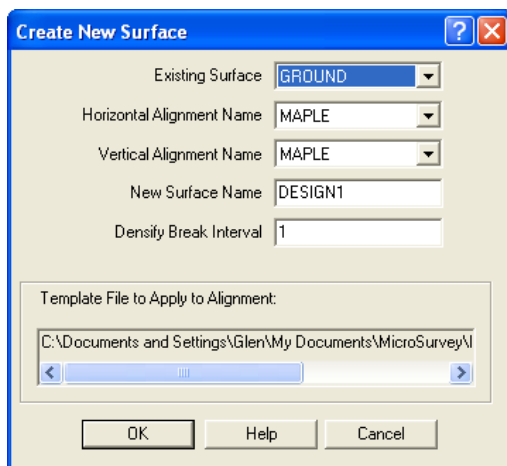 Create New Surface
Existing Surface GROUND
Horizontal Alignment Name MAPLE
Vertical Alignment Name MAPLE
New Surface Name DESIGN1
Densify Break Interval 1
Template File to Apply to Alignment:
C:\Documents and Settings\Glen\My Documents\MicroSurvey\
OK Help Cancel